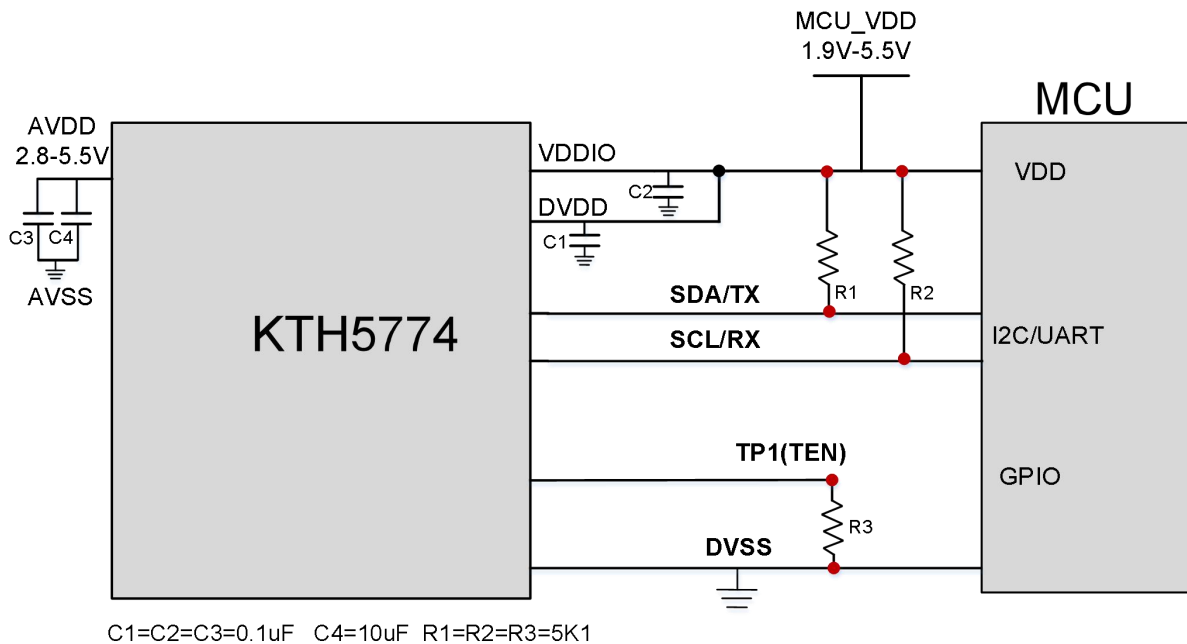 MCU_VDD
1.9V-5.5V
MCU
AVDD
2.8-5.5V
VDDIO
VDD
C2
DVDD
C3
C4
C1
AVSS
SDA/TX
R1
R2
KTH5774
SCL/RX
I2C/UART
TP1(TEN)
GPIO
R3
DVSS
C1=C2=C3=0.1uF C4=10uF R1=R2=R3=5K1